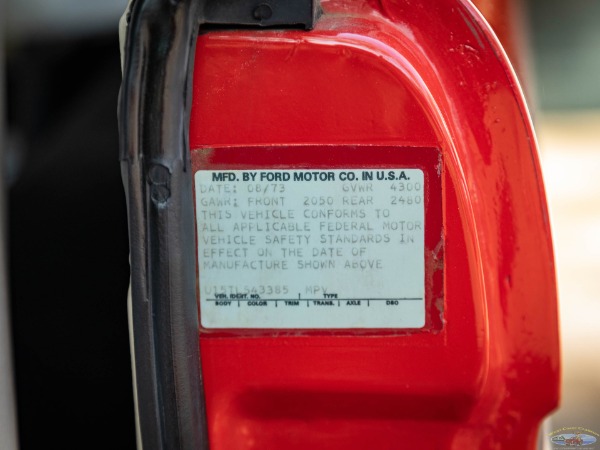 MFD. BY FORD MOTOR CO. IN U.S.A.
DATE: 08/73 GVWR 4300
GAWR: FRONT 2050 REAR 2480
THIS VEHICLE CONFORMS TO
ALL APPLICABLE FEDERAL MOTOR
VEHICLE SAFETY STANDARDS IN
EFFECT ON THE DATE OF
MANUFACTURE SHOWN ABOVE
U15TLS43385 MPV
VEH. IDENT. NO. TYPE
BODY COLOR TRIM TRANS. AXLE DSO